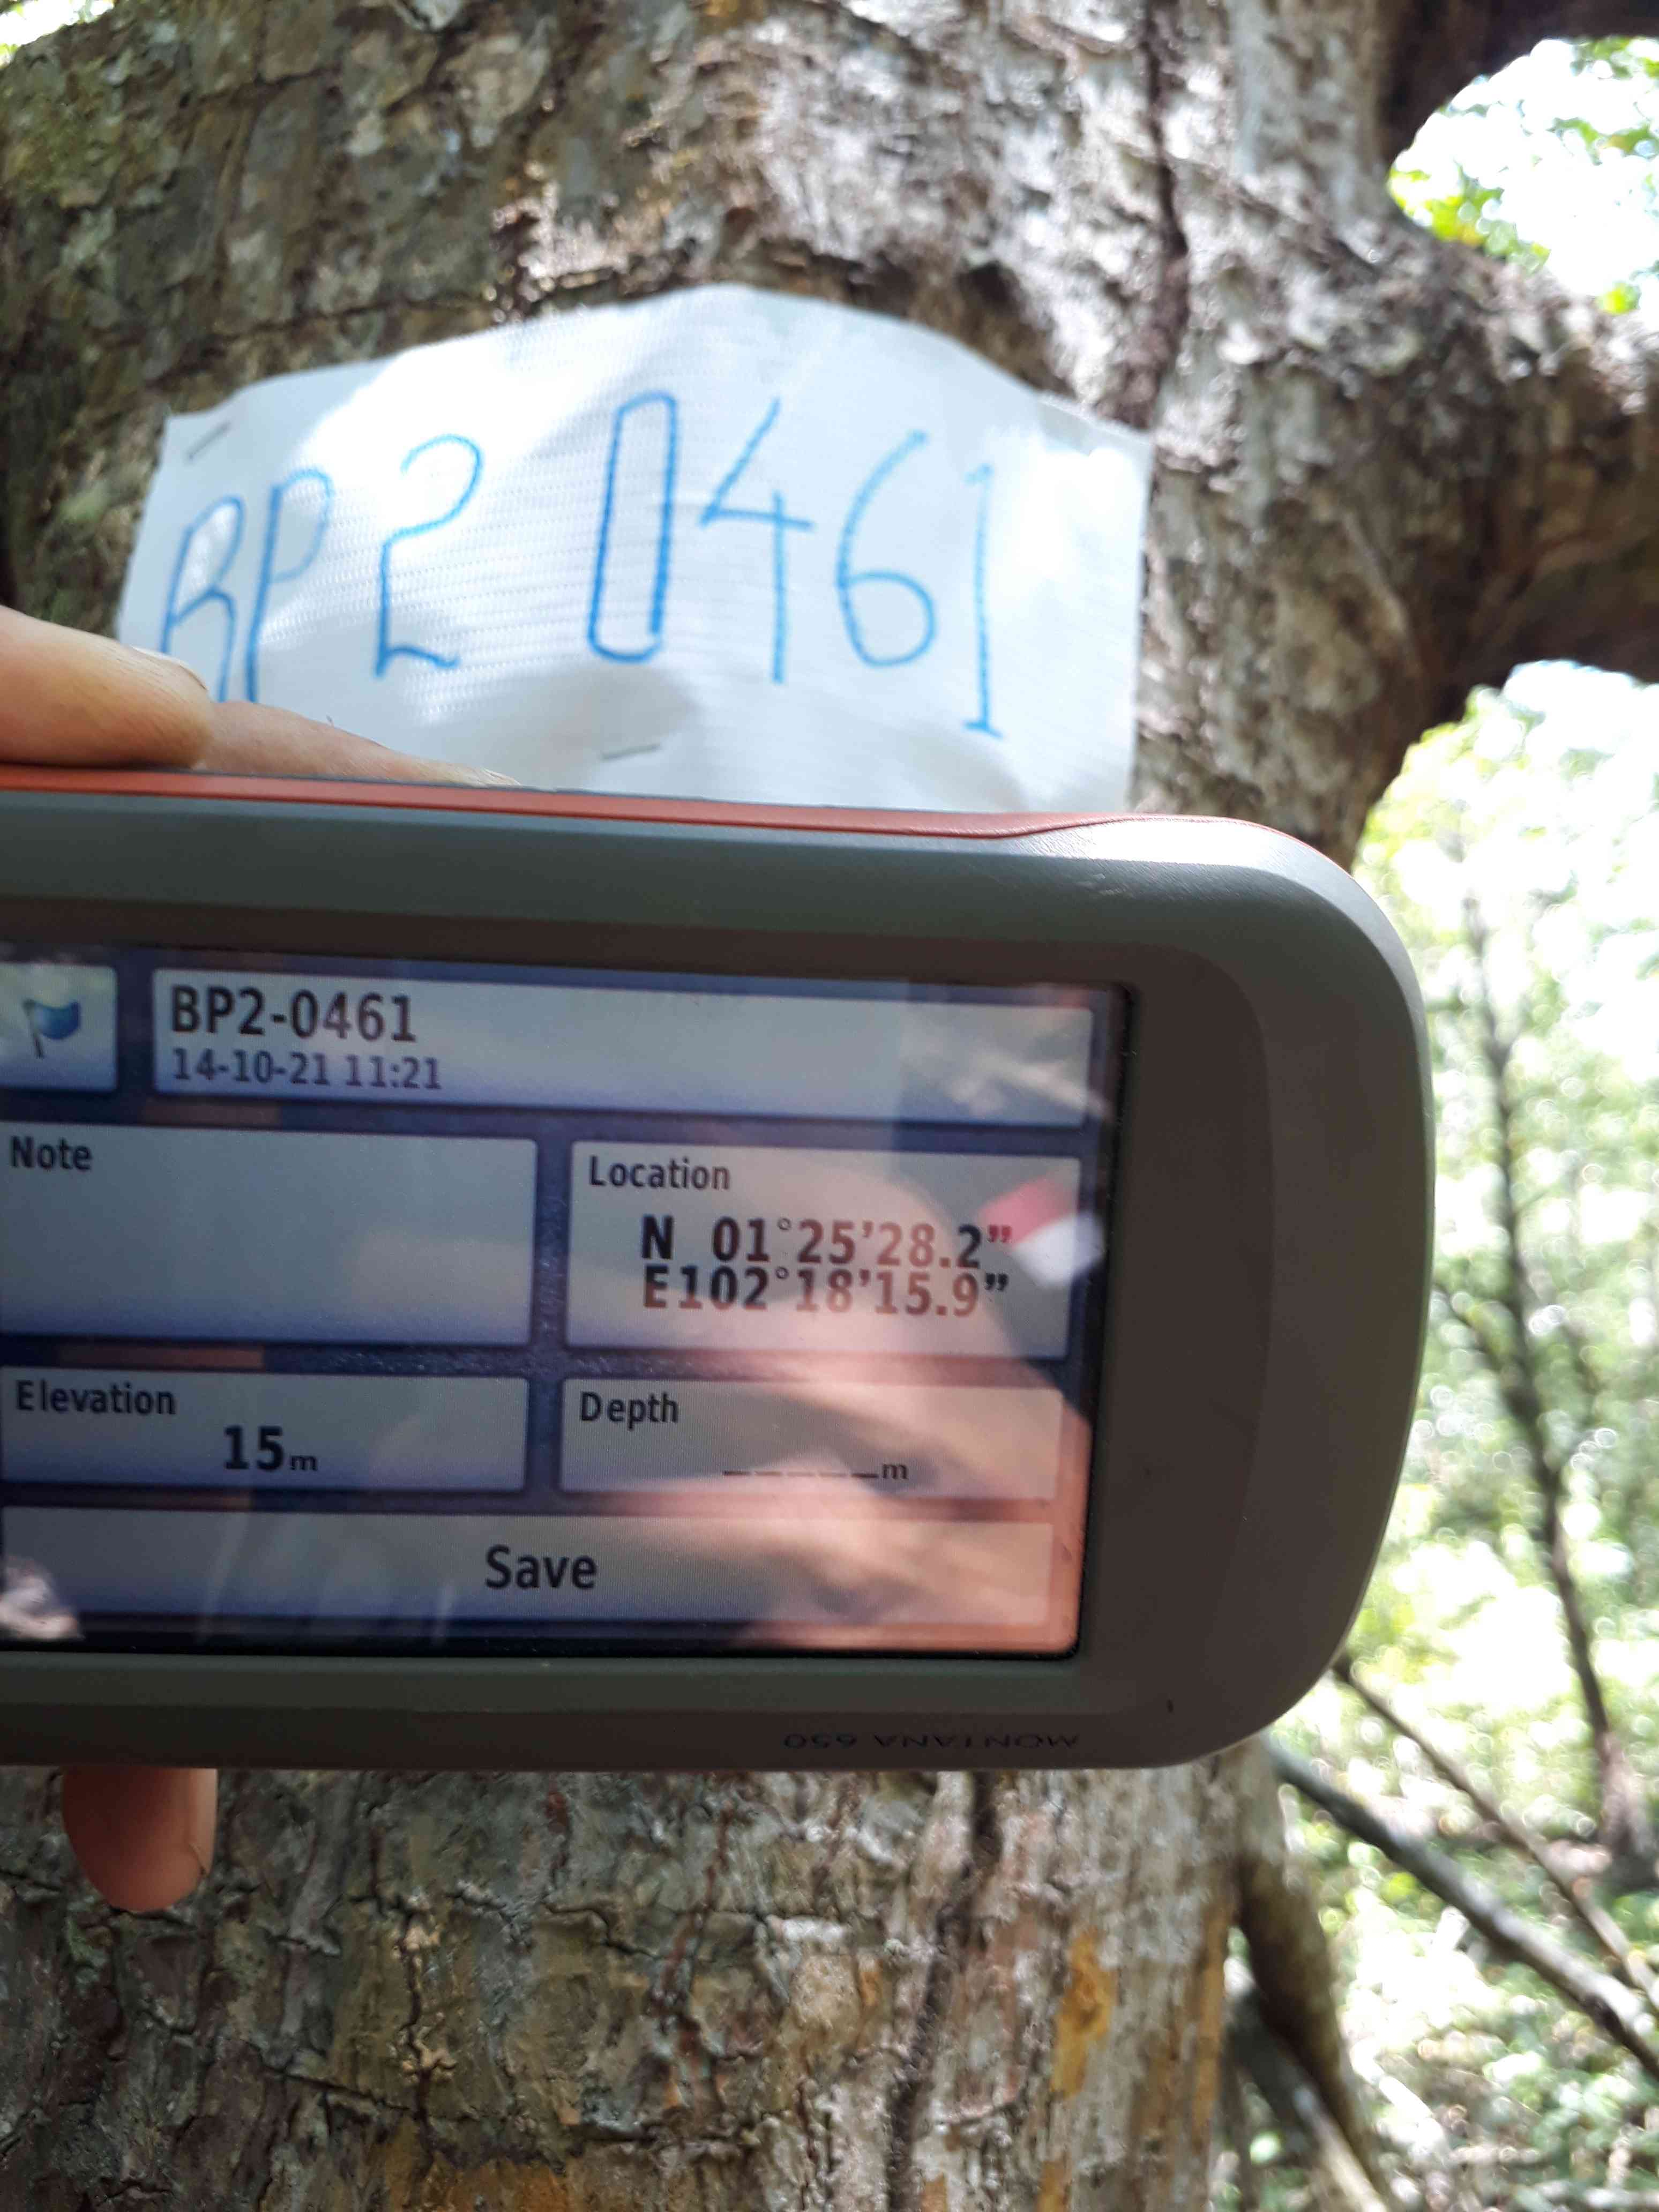 BP2 0461
BP2-0461
14-10-21 11:21
Note
Location
N 01°25'28.2"
E102°18'15.9"
Elevation
15m
Depth
_____m
Save
MONTANA 650